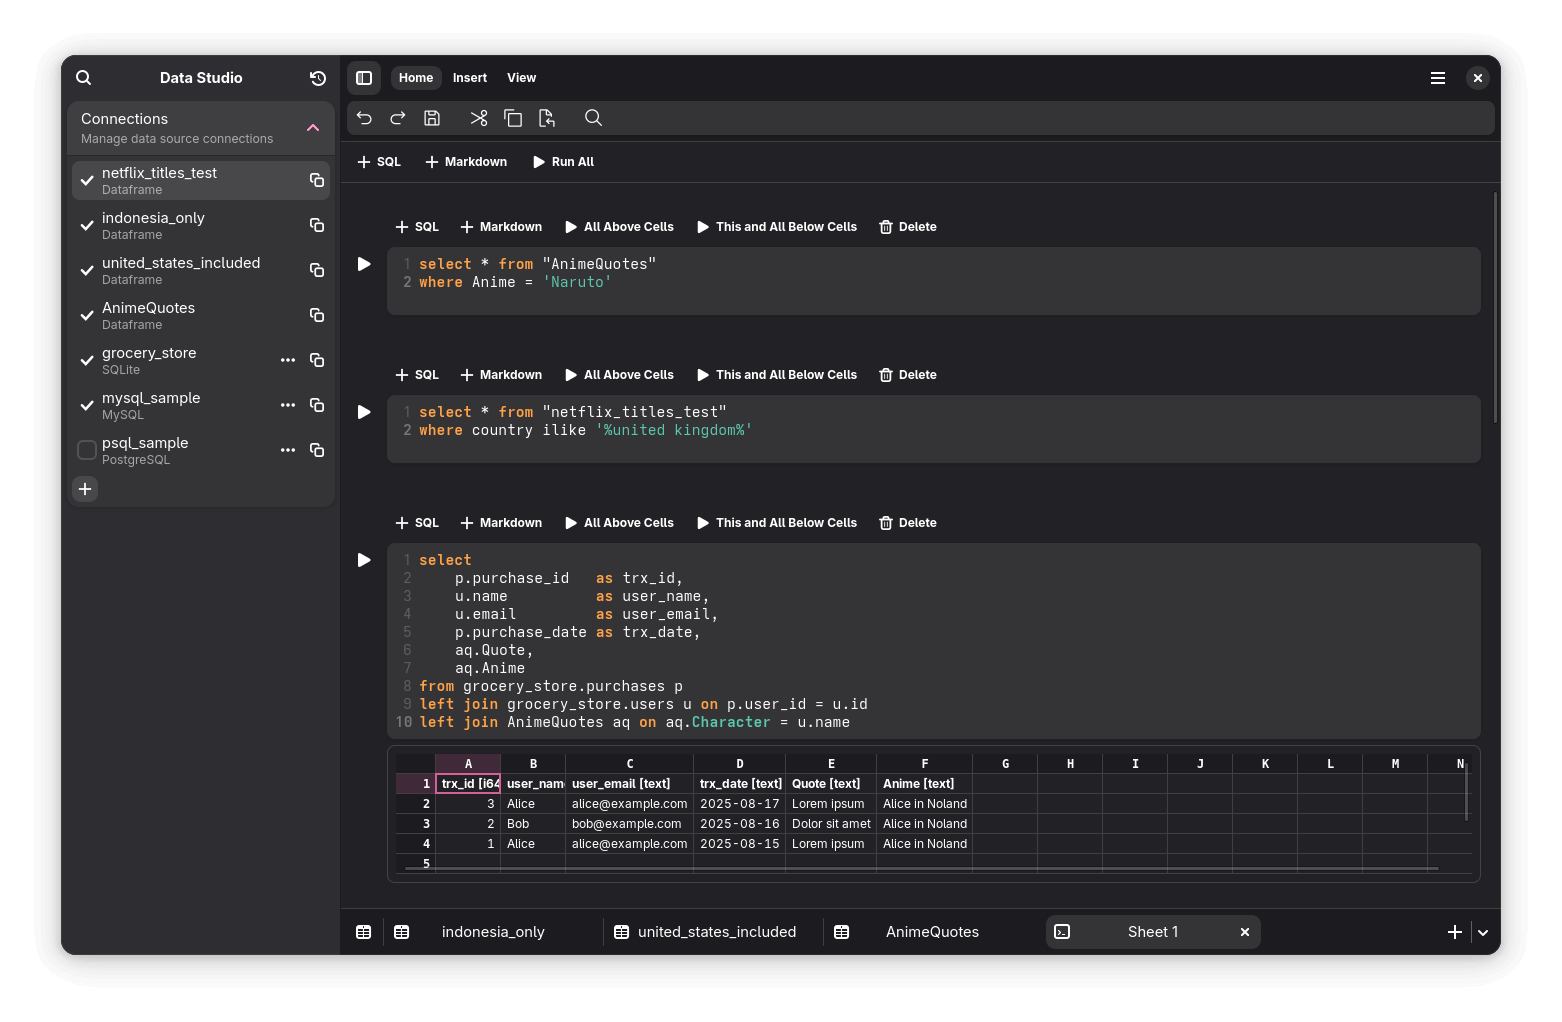 Data Studio
Home Insert View
Connections
Manage data source connections
netflix_titles_test
Dataframe
indonesia_only
Dataframe
united_states_included
Dataframe
AnimeQuotes
Dataframe
grocery_store
SQLite
mysql_sample
MySQL
psql_sample
PostgreSQL
SQL Markdown Run All
SQL Markdown All Above Cells This and All Below Cells Delete
1 select * from "AnimeQuotes"
2 where Anime = 'Naruto'
SQL Markdown All Above Cells This and All Below Cells Delete
1 select * from "netflix_titles_test"
2 where country ilike '%united kingdom%'
SQL Markdown All Above Cells This and All Below Cells Delete
1 select
2     p.purchase_id   as trx_id,
3     u.name          as user_name,
4     u.email         as user_email,
5     p.purchase_date as trx_date,
6     aq.Quote,
7     aq.Anime
8 from grocery_store.purchases p
9 left join grocery_store.users u on p.user_id = u.id
10 left join AnimeQuotes aq on aq.Character = u.name
A B C D E F G H I J K L M N
1 trx_id [i64 user_name user_email [text] trx_date [text] Quote [text] Anime [text]
2 3 Alice alice@example.com 2025-08-17 Lorem ipsum Alice in Noland
3 2 Bob bob@example.com 2025-08-16 Dolor sit amet Alice in Noland
4 1 Alice alice@example.com 2025-08-15 Lorem ipsum Alice in Noland
5
indonesia_only united_states_included AnimeQuotes Sheet 1